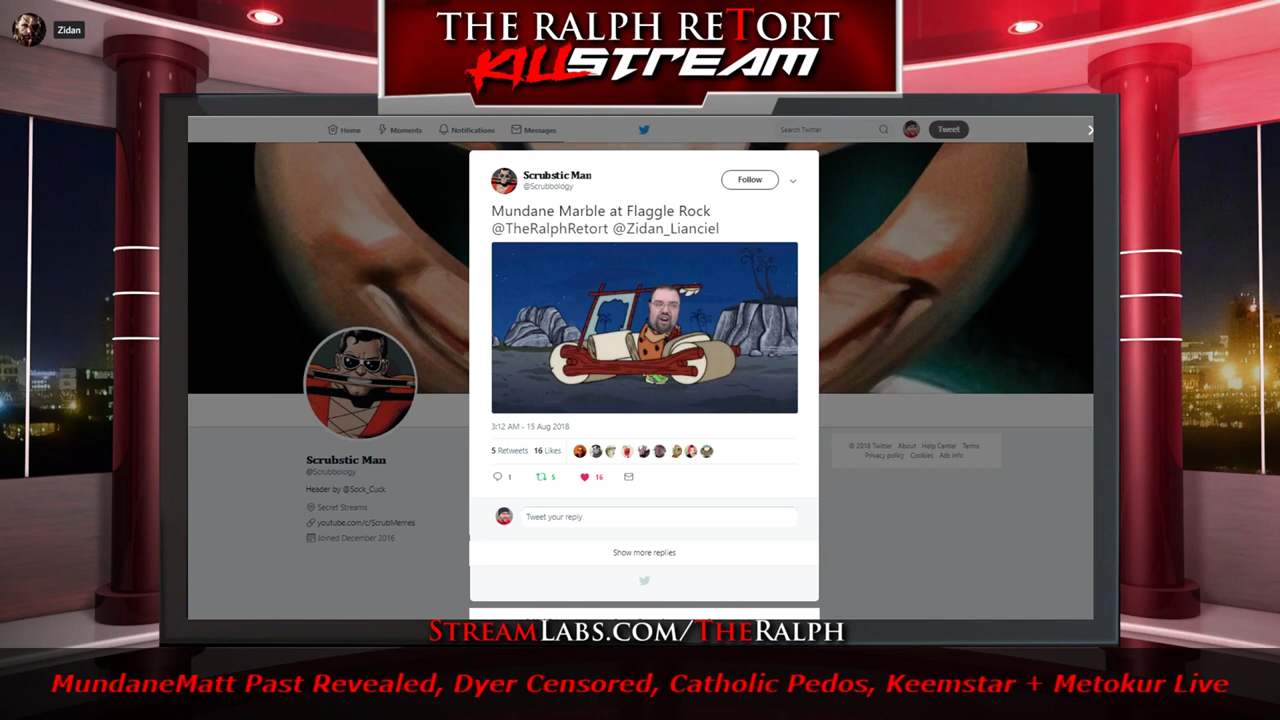 Zidan
THE RALPH RETORT
KILLSTREAM
Home Moments Notifications Messages
Search Twitter
Tweet
Scrubstic Man
@Scrubbology
Follow
Mundane Marble at Flaggle Rock
@TheRalphRetort @Zidan_Lianciel
3:12 AM - 15 Aug 2018
5 Retweets 16 Likes
1 5 16
Tweet your reply
Show more replies
Scrubstic Man
@Scrubbology
Header by @Sock_Cuck
Secret Streams
youtube.com/c/ScrubMemes
Joined December 2016
© 2018 Twitter About Help Center Terms
Privacy policy Cookies Ads info
STREAMLABS.COM/THERALPH
MundaneMatt Past Revealed, Dyer Censored, Catholic Pedos, Keemstar + Metokur Live